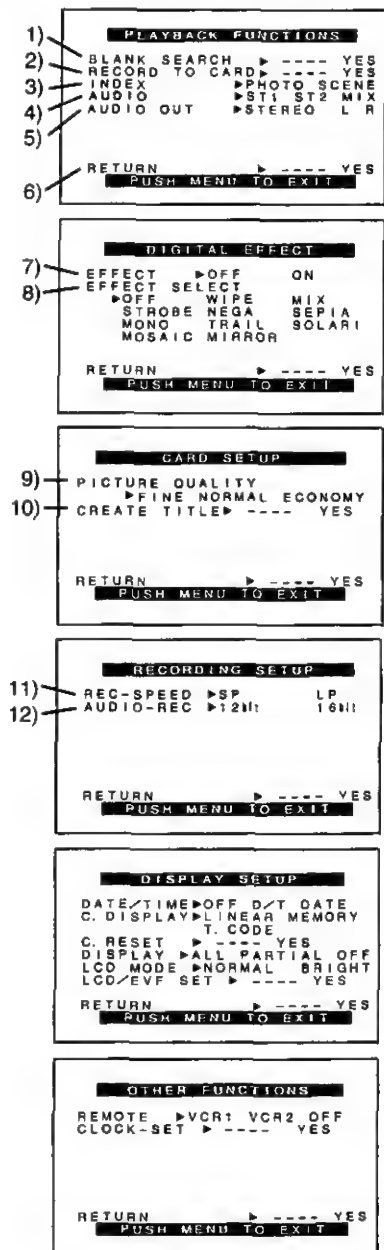 PLAYBACK FUNCTIONS
1) BLANK SEARCH ▶ ---- YES
2) RECORD TO CARD ▶ ---- YES
3) INDEX ▶PHOTO SCENE
4) AUDIO ▶ST1 ST2 MIX
5) AUDIO OUT ▶STEREO L R
6) RETURN ▶ ---- YES
PUSH MENU TO EXIT
DIGITAL EFFECT
7) EFFECT ▶OFF ON
8) EFFECT SELECT
▶OFF WIPE MIX
STROBE NEGA SEPIA
MONO TRAIL SOLARI
MOSAIC MIRROR
RETURN ▶ ---- YES
PUSH MENU TO EXIT
CARD SETUP
9) PICTURE QUALITY
▶FINE NORMAL ECONOMY
10) CREATE TITLE▶ ---- YES
RETURN ▶ ---- YES
PUSH MENU TO EXIT
RECORDING SETUP
11) REC-SPEED ▶SP LP
12) AUDIO-REC ▶12bit 16bit
RETURN ▶ ---- YES
PUSH MENU TO EXIT
DISPLAY SETUP
DATE/TIME▶OFF D/T DATE
C. DISPLAY▶LINEAR MEMORY
T. CODE
C. RESET ▶ ---- YES
DISPLAY ▶ALL PARTIAL OFF
LCD MODE ▶NORMAL BRIGHT
LCD/EVF SET ▶ ---- YES
RETURN ▶ ---- YES
PUSH MENU TO EXIT
OTHER FUNCTIONS
REMOTE ▶VCR1 VCR2 OFF
CLOCK-SET ▶ ---- YES
RETURN ▶ ---- YES
PUSH MENU TO EXIT